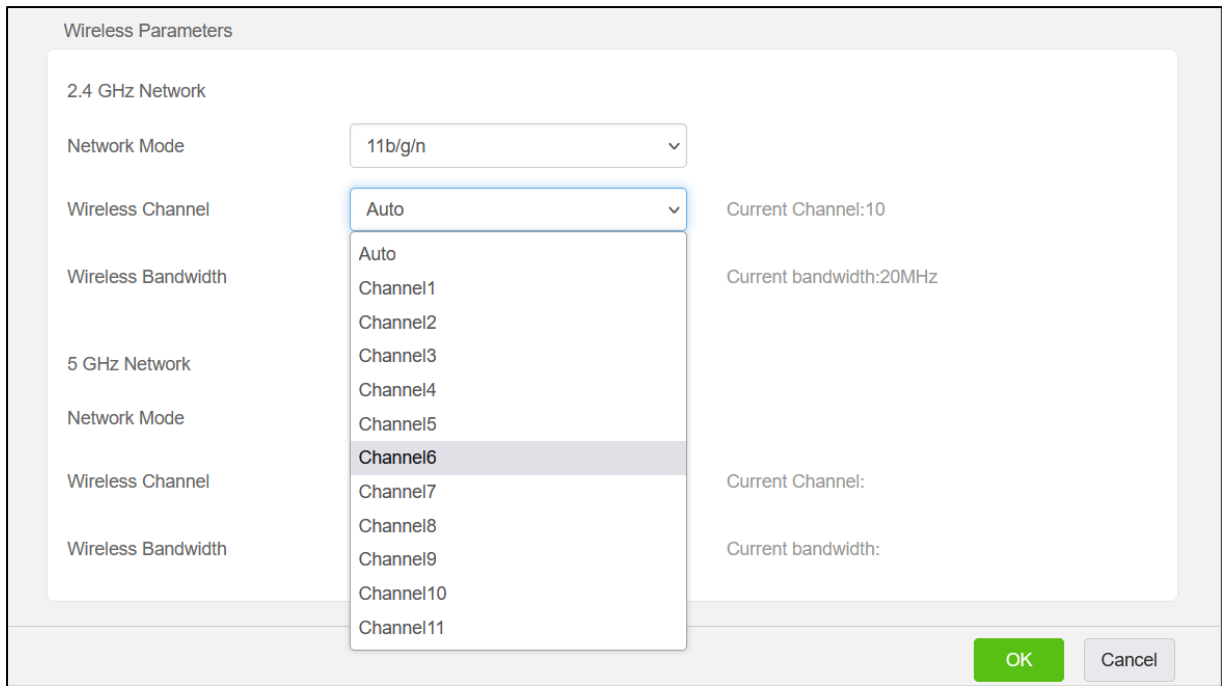 Wireless Parameters
2.4 GHz Network
Network Mode 11b/g/n
Wireless Channel Auto Current Channel:10
Auto
Wireless Bandwidth Current bandwidth:20MHz
Channel1
Channel2
Channel3
5 GHz Network
Channel4
Network Mode
Channel5
Channel6
Wireless Channel Current Channel:
Channel7
Channel8
Wireless Bandwidth Current bandwidth:
Channel9
Channel10
Channel11
OK Cancel